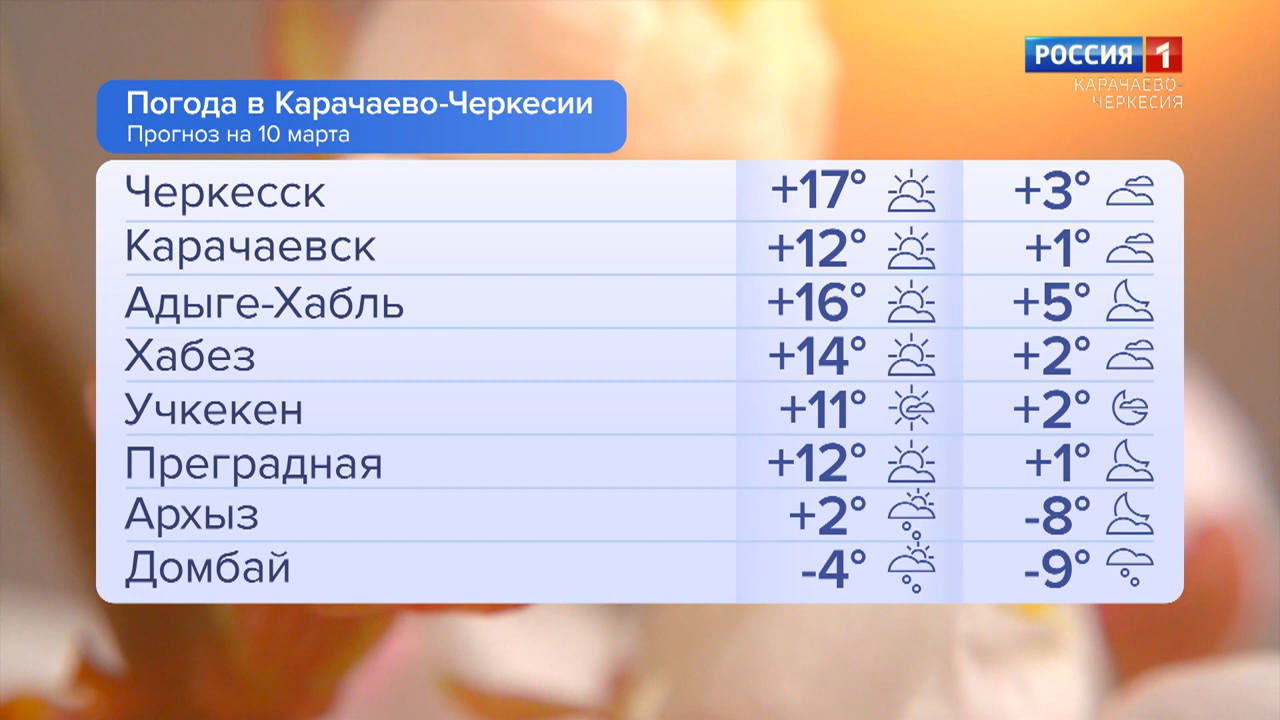 РОССИЯ 1
КАРАЧАЕВО-
ЧЕРКЕСИЯ
Погода в Карачаево-Черкесии
Прогноз на 10 марта
Черкесск +17° +3°
Карачаевск +12° +1°
Адыге-Хабль +16° +5°
Хабез +14° +2°
Учкекен +11° +2°
Преградная +12° +1°
Архыз +2° -8°
Домбай -4° -9°